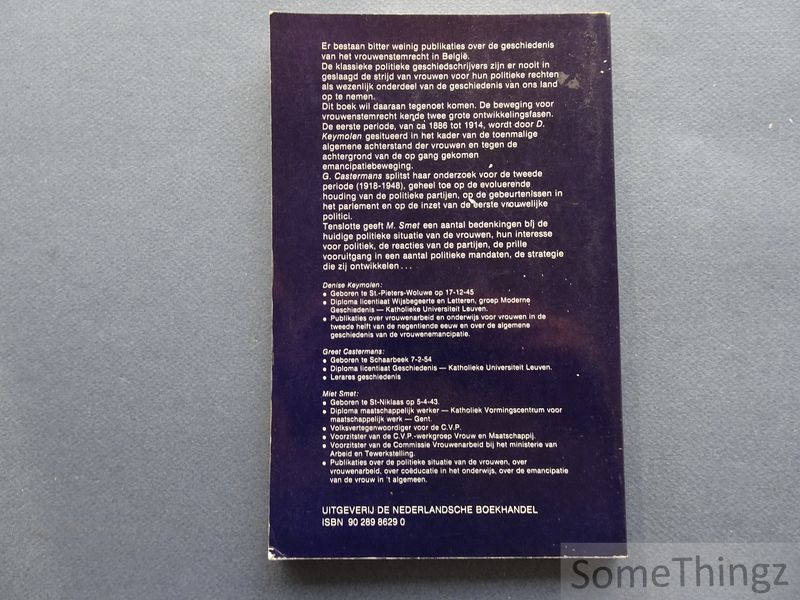 Er bestaan bitter weinig publikaties over de geschiedenis
van het vrouwenstemrecht in België.
De klassieke politieke geschiedschrijvers zijn er nooit in
geslaagd de strijd van vrouwen voor hun politieke rechten
als wezenlijk onderdeel van de geschiedenis van ons land
op te nemen.
Dit boek wil daaraan tegenoet komen. De beweging voor
vrouwenstemrecht kende twee grote ontwikkelingsfasen.
De eerste periode, van ca 1886 tot 1914, wordt door D.
Keymolen gesitueerd in het kader van de toenmalige
algemene achterstand der vrouwen en tegen de
achtergrond van de op gang gekomen
emancipatiebeweging.
G. Castermans splitst haar onderzoek voor de tweede
periode (1918-1948), geheel toe op de evoluerende
houding van de politieke partijen, op de gebeurtenissen in
het parlement en op de inzet van de eerste vrouwelijke
politici.
Tenslotte geeft M. Smet een aantal bedenkingen bij de
huidige politieke situatie van de vrouwen, hun interesse
voor politiek, de reacties van de partijen, de prille
vooruitgang in een aantal politieke mandaten, de strategie
die zij ontwikkelen...
Denise Keymolen:
● Geboren te St.-Pieters-Woluwe op 17-12-45
● Diploma licentiaat Wijsbegeerte en Letteren, groep Moderne
Geschiedenis — Katholieke Universiteit Leuven.
● Publikaties over vrouwenarbeid en onderwijs voor vrouwen in de
tweede helft van de negentiende eeuw en over de algemene
geschiedenis van de vrouwenemancipatie.
Greet Castermans:
● Geboren te Schaarbeek 7-2-54
● Diploma licentiaat Geschiedenis — Katholieke Universiteit Leuven.
● Lerares geschiedenis
Miet Smet:
● Geboren te St-Niklaas op 5-4-43.
● Diploma maatschappelijk werker — Katholiek Vormingscentrum voor
maatschappelijk werk — Gent.
● Volksvertegenwoordiger voor de C.V.P.
● Voorzitster van de C.V.P.-werkgroep Vrouw en Maatschappij.
● Voorzitster van de Commissie Vrouwenarbeid bij het ministerie van
Arbeid en Tewerkstelling.
● Publikaties over de politieke situatie van de vrouwen, over
vrouwenarbeid, over coëducatie in het onderwijs, over de emancipatie
van de vrouw in 't algemeen.
UITGEVERIJ DE NEDERLANDSCHE BOEKHANDEL
ISBN 90 289 8629 0
SomeThingz